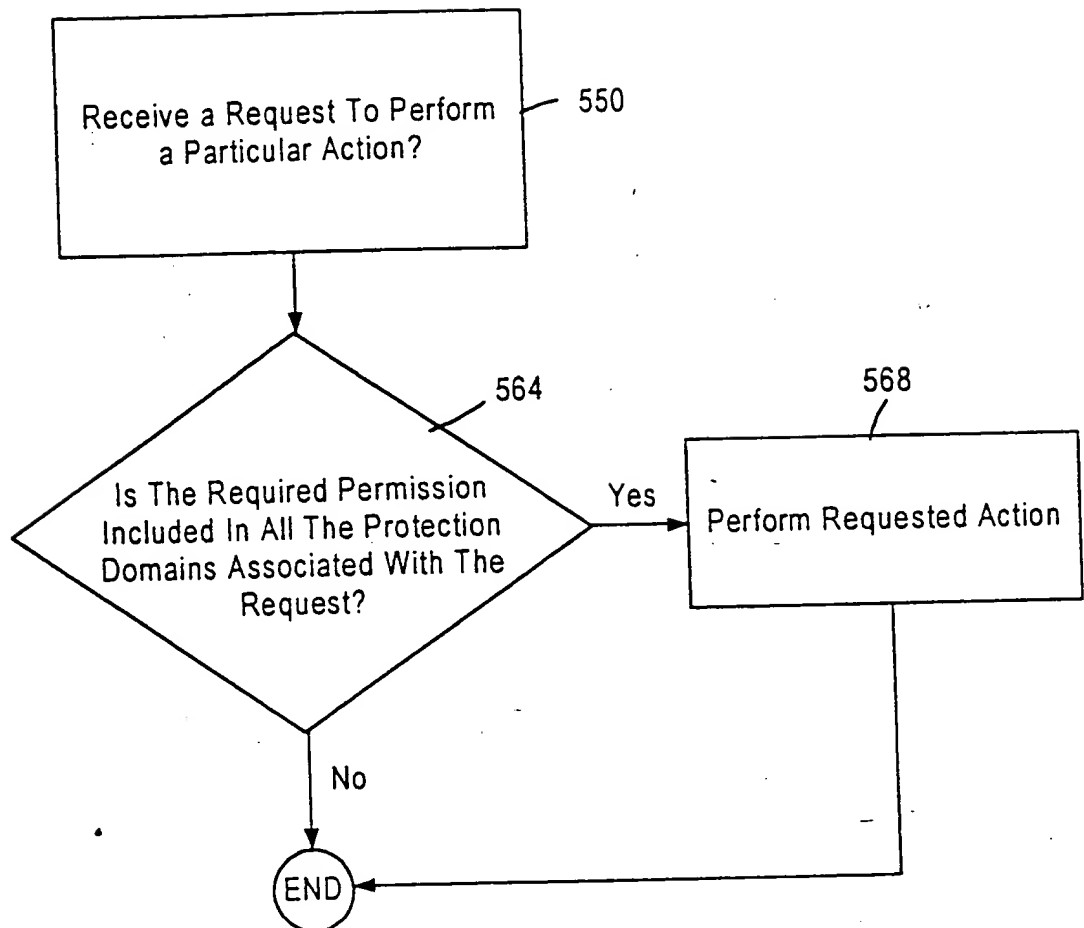 Receive a Request To Perform
a Particular Action?
550
564
Is The Required Permission
Included In All The Protection
Domains Associated With The
Request?
Yes
568
Perform Requested Action
No
END